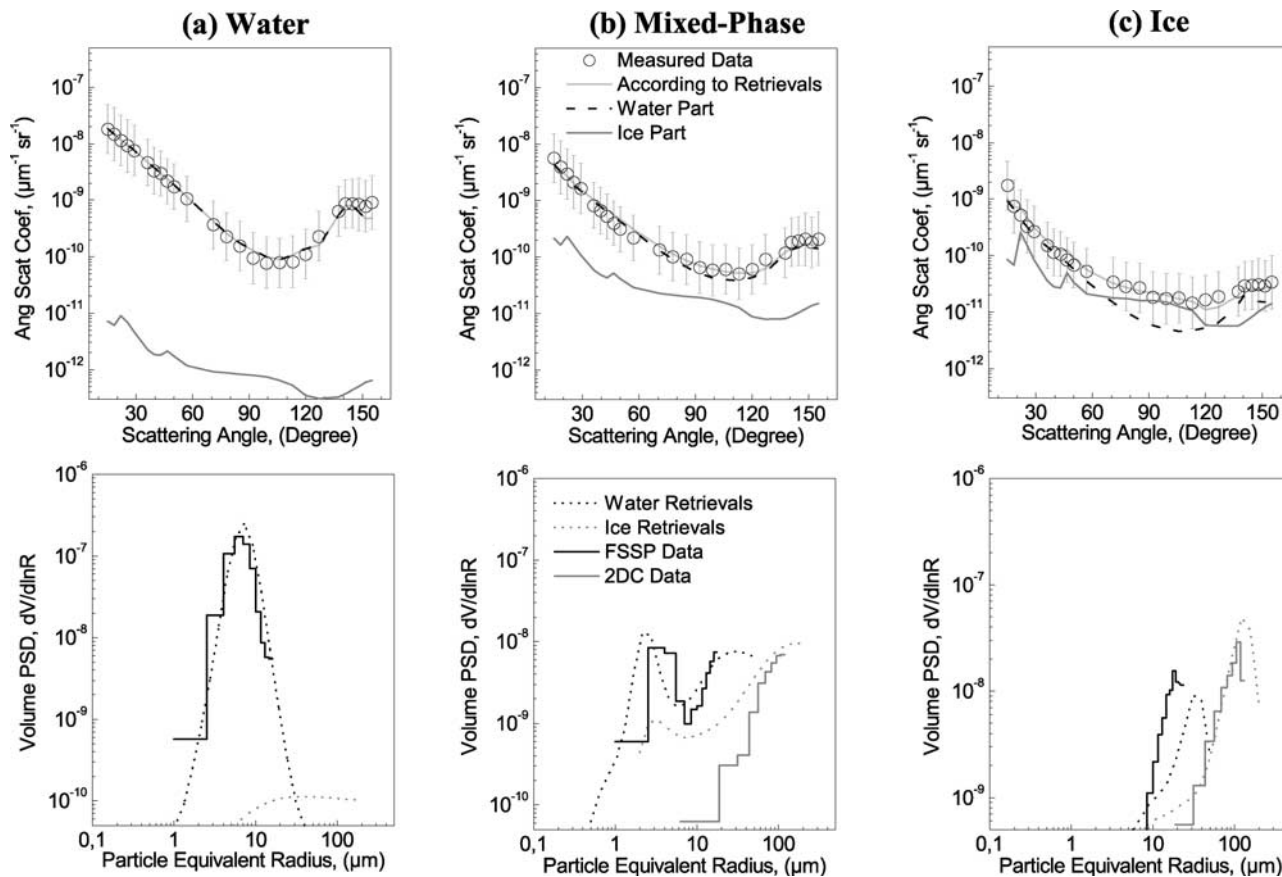 (a) Water
(b) Mixed-Phase
(c) Ice
Ang Scat Coef, (µm⁻¹ sr⁻¹)
10⁻⁷
10⁻⁸
10⁻⁹
10⁻¹⁰
10⁻¹¹
10⁻¹²
30 60 90 120 150
Scattering Angle, (Degree)
Ang Scat Coef, (µm⁻¹ sr⁻¹)
10⁻⁷
10⁻⁸
10⁻⁹
10⁻¹⁰
10⁻¹¹
10⁻¹²
Measured Data
According to Retrievals
Water Part
Ice Part
30 60 90 120 150
Scattering Angle, (Degree)
Ang Scat Coef, (µm⁻¹ sr⁻¹)
10⁻⁷
10⁻⁸
10⁻⁹
10⁻¹⁰
10⁻¹¹
10⁻¹²
30 60 90 120 150
Scattering Angle, (Degree)
Volume PSD, dV/dlnR
10⁻⁶
10⁻⁷
10⁻⁸
10⁻⁹
10⁻¹⁰
0,1 1 10 100
Particle Equivalent Radius, (µm)
Volume PSD, dV/dlnR
10⁻⁶
10⁻⁷
10⁻⁸
10⁻⁹
10⁻¹⁰
Water Retrievals
Ice Retrievals
FSSP Data
2DC Data
0,1 1 10 100
Particle Equivalent Radius, (µm)
Volume PSD, dV/dlnR
10⁻⁶
10⁻⁷
10⁻⁸
10⁻⁹
0,1 1 10 100
Particle Equivalent Radius, (µm)